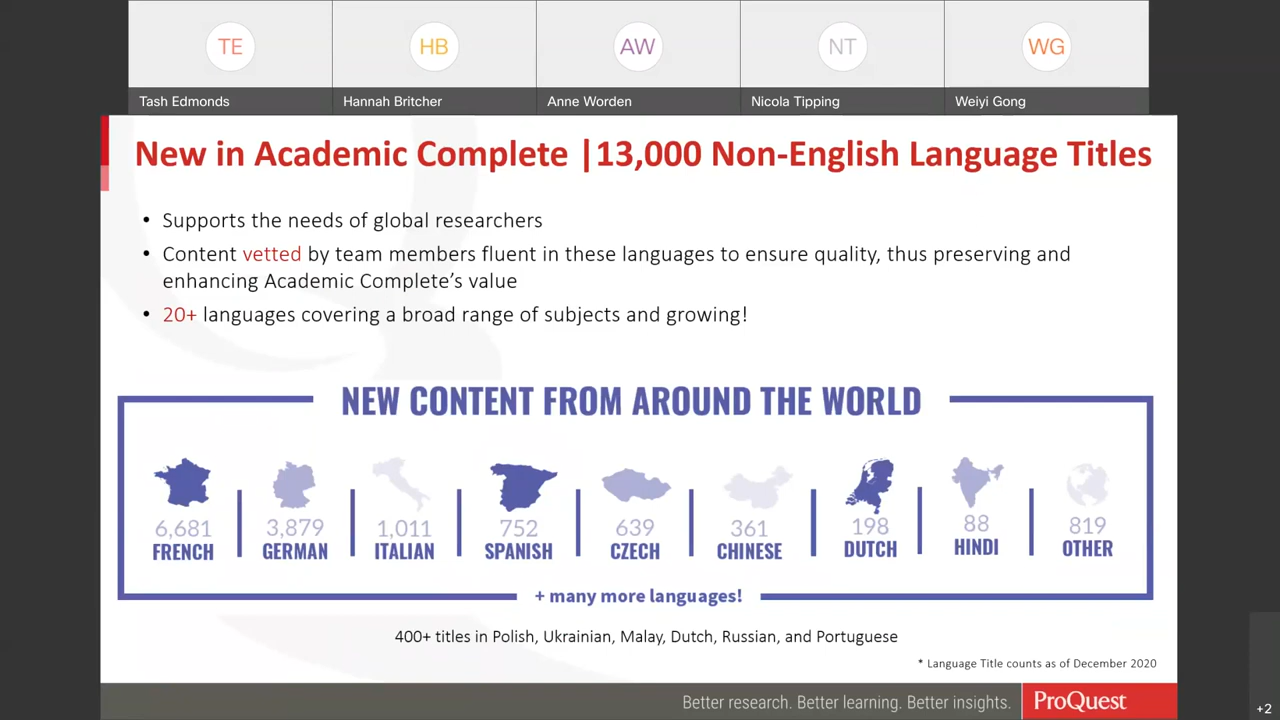 TE HB AW NT WG
Tash Edmonds Hannah Britcher Anne Worden Nicola Tipping Weiyi Gong
New in Academic Complete |13,000 Non-English Language Titles
• Supports the needs of global researchers
• Content vetted by team members fluent in these languages to ensure quality, thus preserving and
enhancing Academic Complete’s value
• 20+ languages covering a broad range of subjects and growing!
NEW CONTENT FROM AROUND THE WORLD
6,681 3,879 1,011 752 639 361 198 88 819
FRENCH GERMAN ITALIAN SPANISH CZECH CHINESE DUTCH HINDI OTHER
+ many more languages!
400+ titles in Polish, Ukrainian, Malay, Dutch, Russian, and Portuguese
* Language Title counts as of December 2020
Better research. Better learning. Better insights. ProQuest
+2